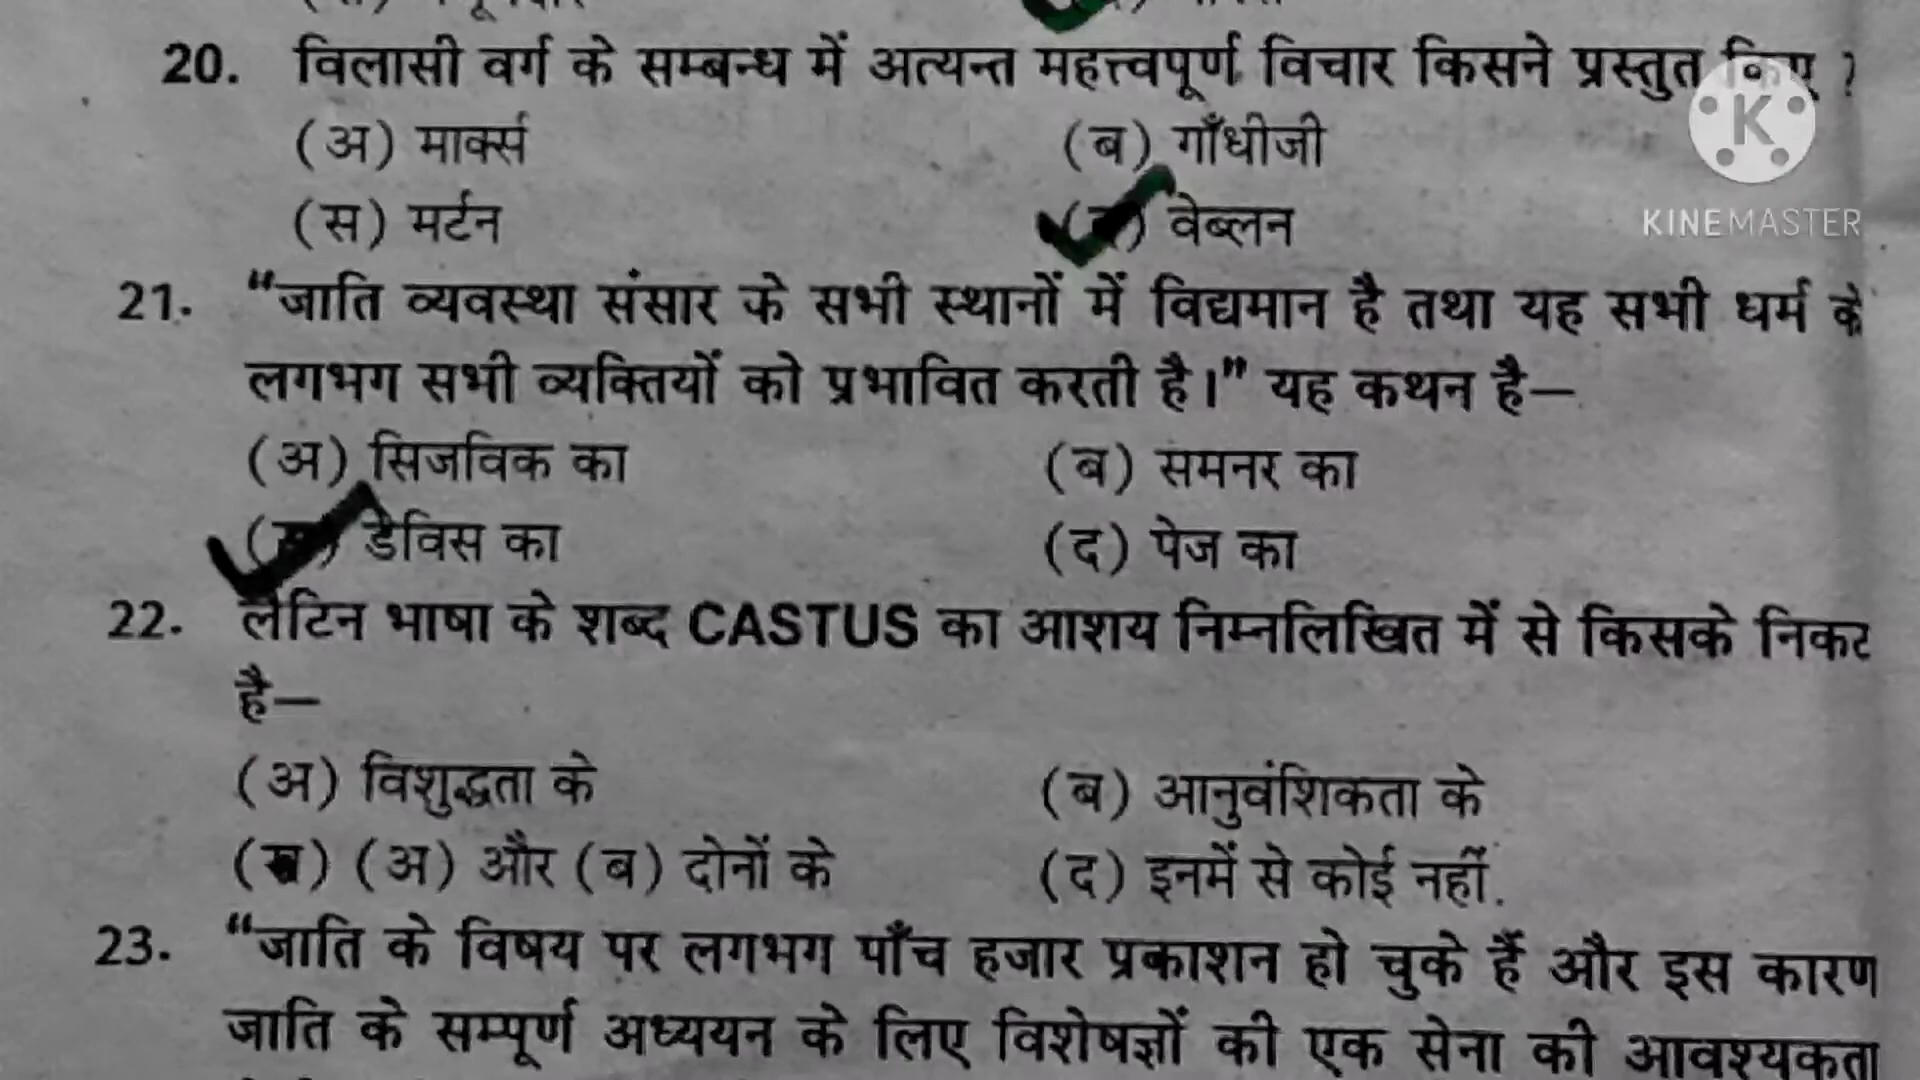 20. विलासी वर्ग के सम्बन्ध में अत्यन्त महत्त्वपूर्ण विचार किसने प्रस्तुत किए ?
(अ) मार्क्स (ब) गाँधीजी
(स) मर्टन वेब्लन
KINEMASTER
21. “जाति व्यवस्था संसार के सभी स्थानों में विद्यमान है तथा यह सभी धर्म के
लगभग सभी व्यक्तियों को प्रभावित करती है।” यह कथन है—
(अ) सिजविक का (ब) समनर का
डेविस का (द) पेज का
22. लैटिन भाषा के शब्द CASTUS का आशय निम्नलिखित में से किसके निकट
है—
(अ) विशुद्धता के (ब) आनुवंशिकता के
(स) (अ) और (ब) दोनों के (द) इनमें से कोई नहीं.
23. “जाति के विषय पर लगभग पाँच हजार प्रकाशन हो चुके हैं और इस कारण
जाति के सम्पूर्ण अध्ययन के लिए विशेषज्ञों की एक सेना की आवश्यकता